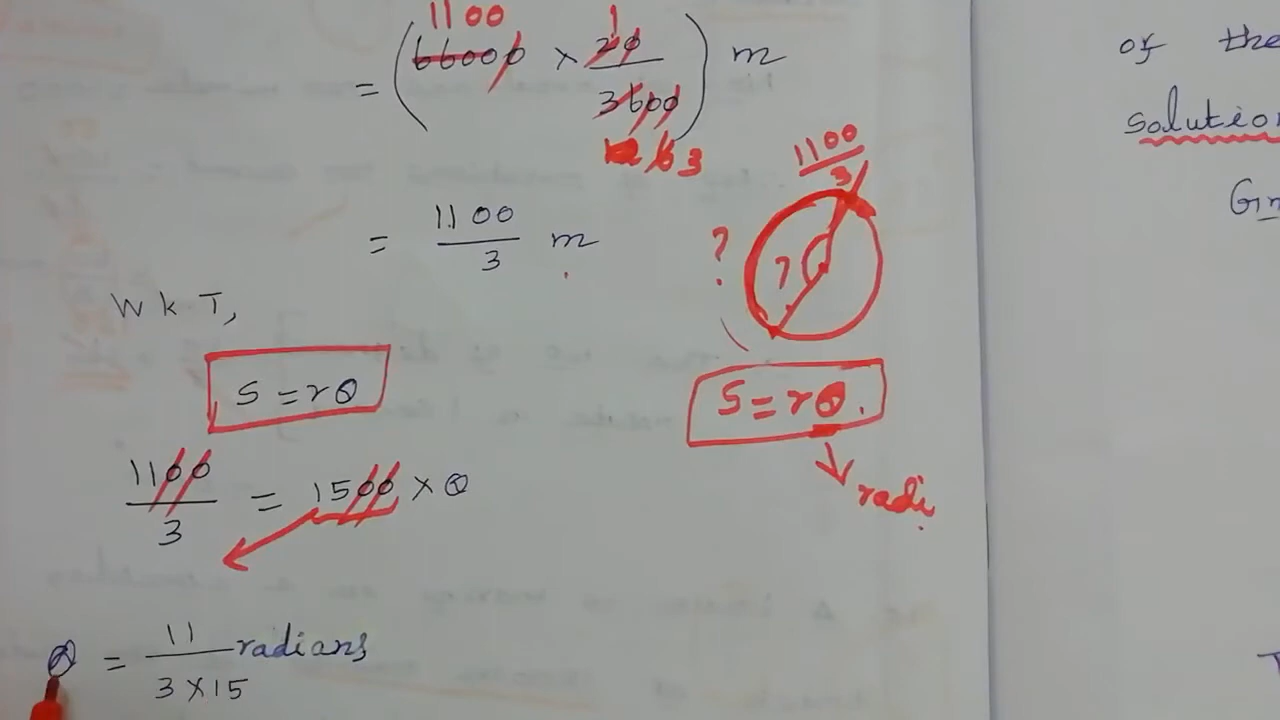 1100 1
= (66000 × 20/3600) m
6 3
= 1100/3 m
1100/3
?
?
W k T,
S = rθ
S = rθ.
radi
1100/3 = 1500 × θ
θ = 11/3×15 radians
of the
Solution